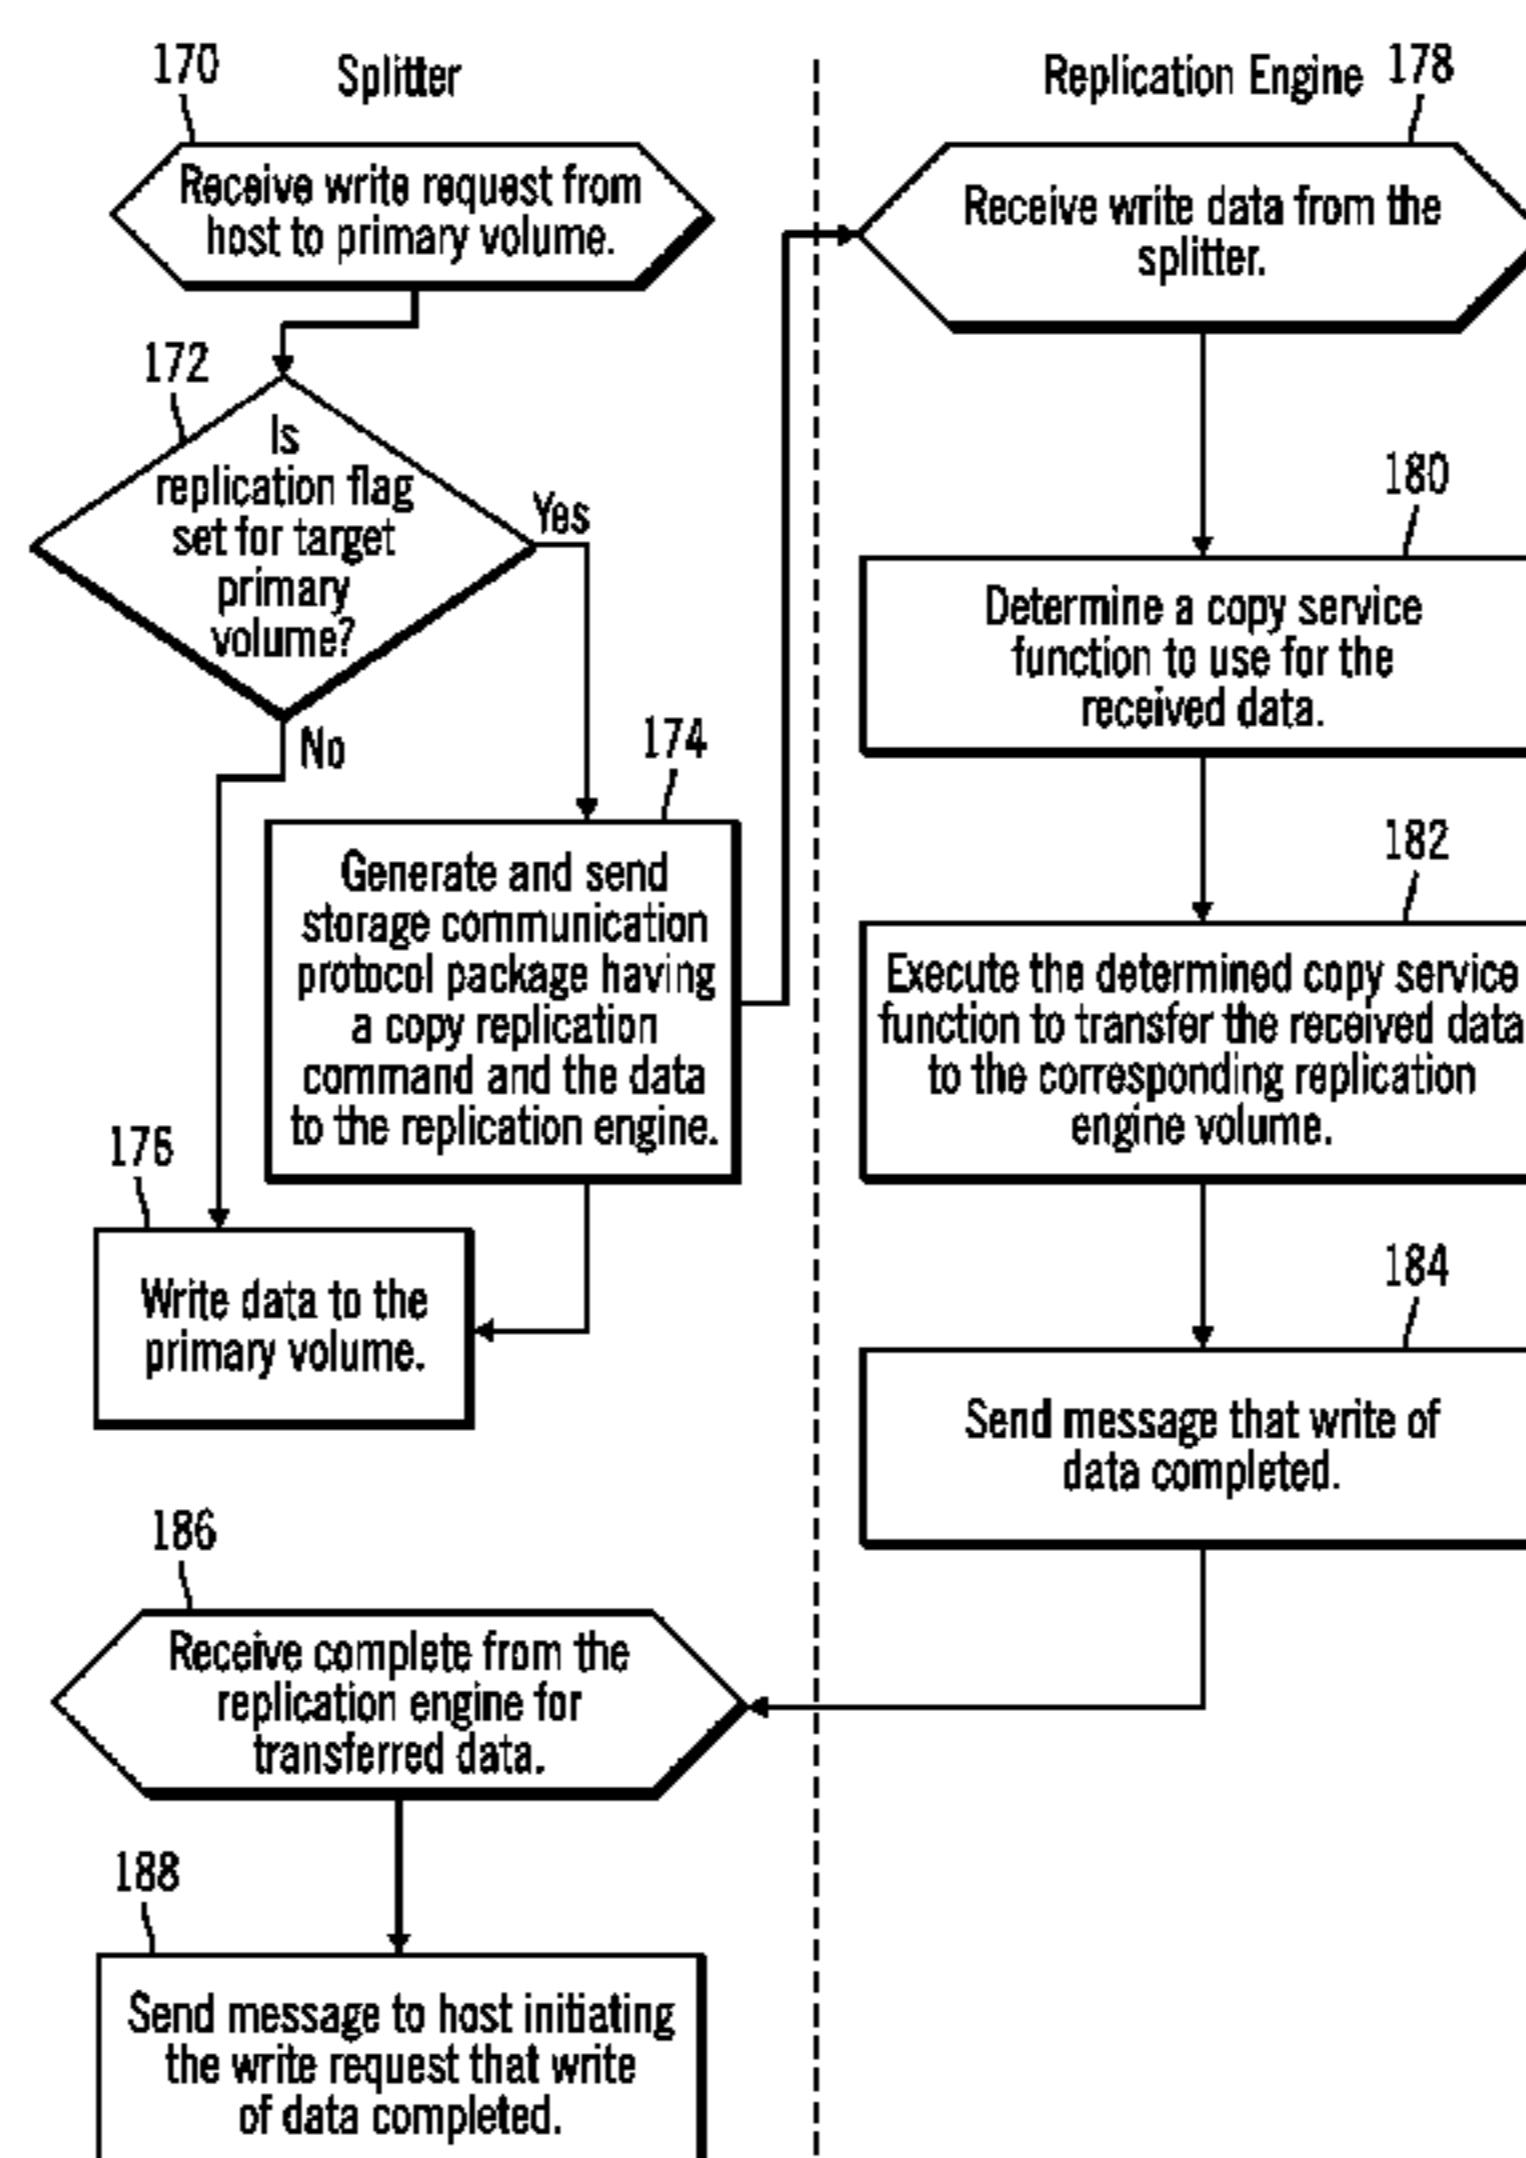 170
Splitter
Receive write request from
host to primary volume.
172
Is
replication flag
set for target
primary
volume?
Yes
No
174
Generate and send
storage communication
protocol package having
a copy replication
command and the data
to the replication engine.
176
Write data to the
primary volume.
Replication Engine
178
Receive write data from the
splitter.
180
Determine a copy service
function to use for the
received data.
182
Execute the determined copy service
function to transfer the received data
to the corresponding replication
engine volume.
184
Send message that write of
data completed.
186
Receive complete from the
replication engine for
transferred data.
188
Send message to host initiating
the write request that write
of data completed.